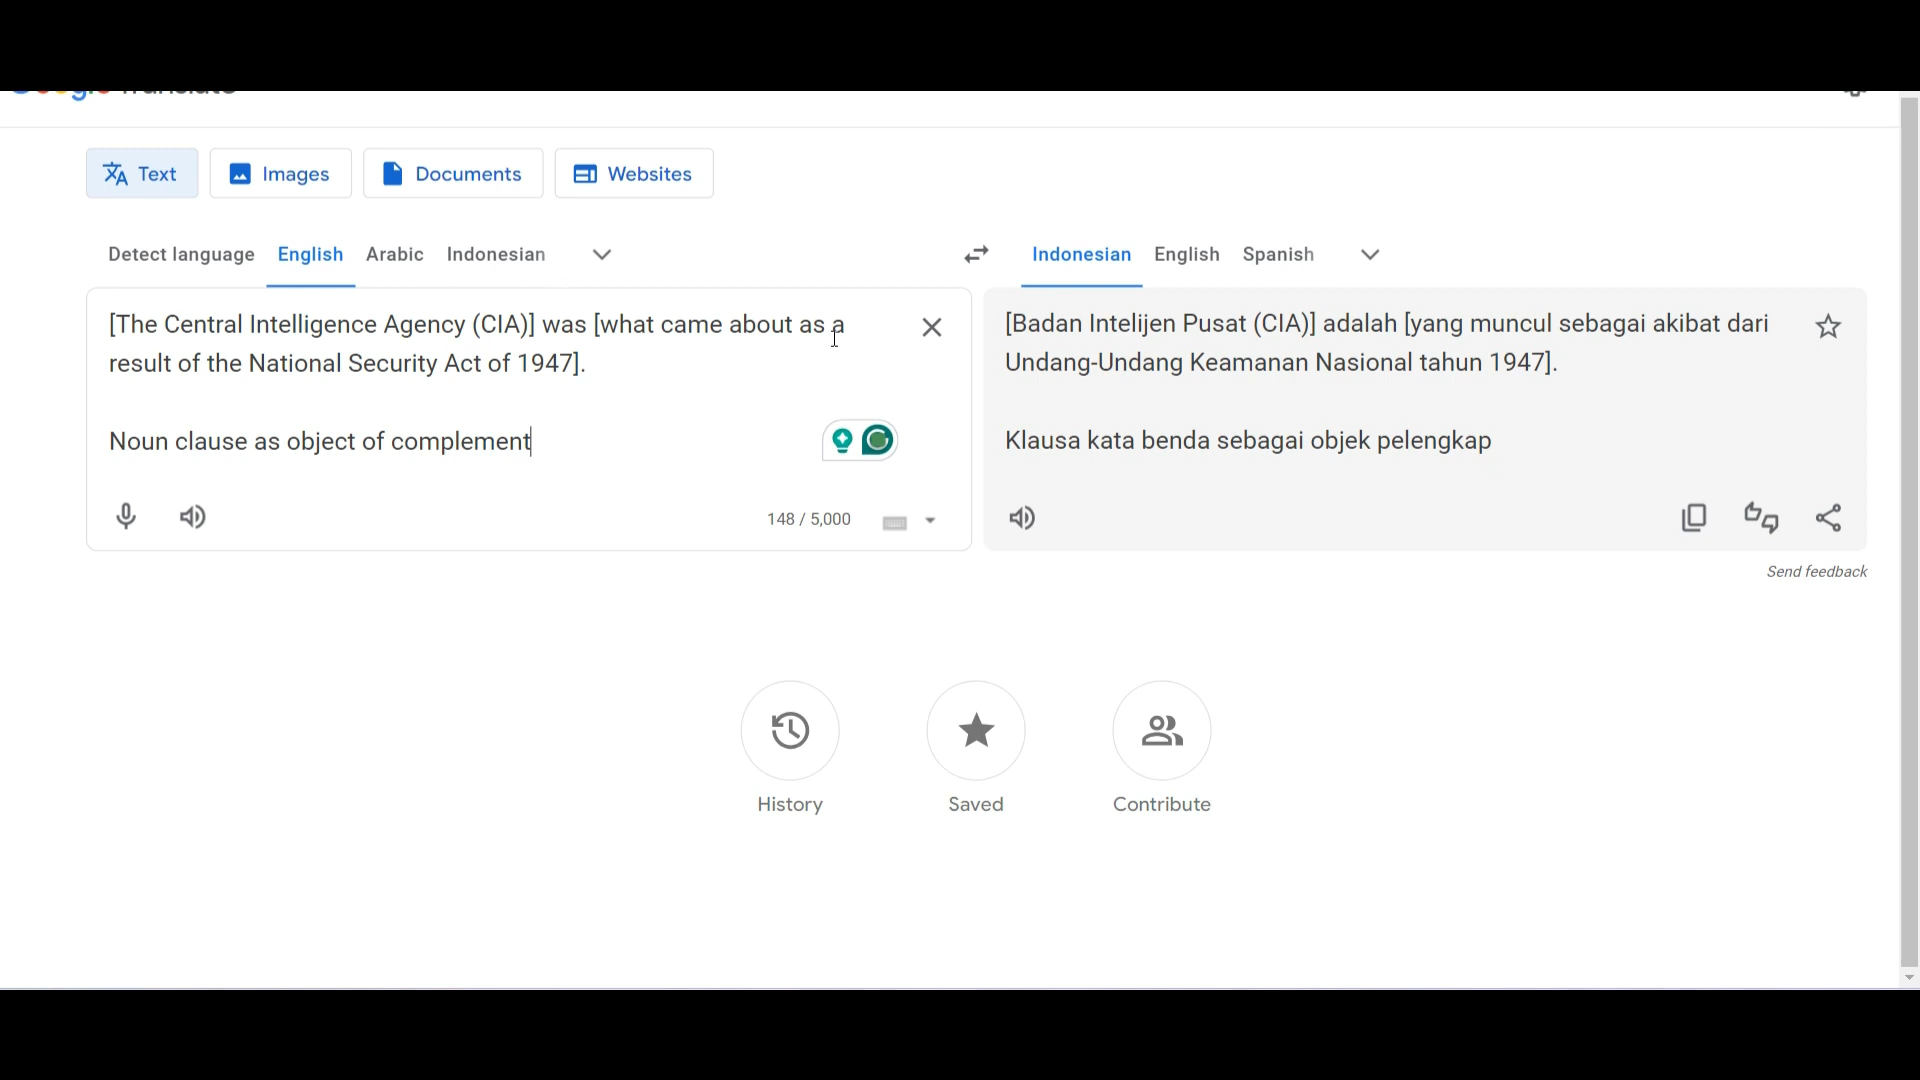 Text Images Documents Websites
Detect language English Arabic Indonesian
Indonesian English Spanish
[The Central Intelligence Agency (CIA)] was [what came about as a
result of the National Security Act of 1947].
Noun clause as object of complement
148 / 5,000
[Badan Intelijen Pusat (CIA)] adalah [yang muncul sebagai akibat dari
Undang-Undang Keamanan Nasional tahun 1947].
Klausa kata benda sebagai objek pelengkap
Send feedback
History Saved Contribute